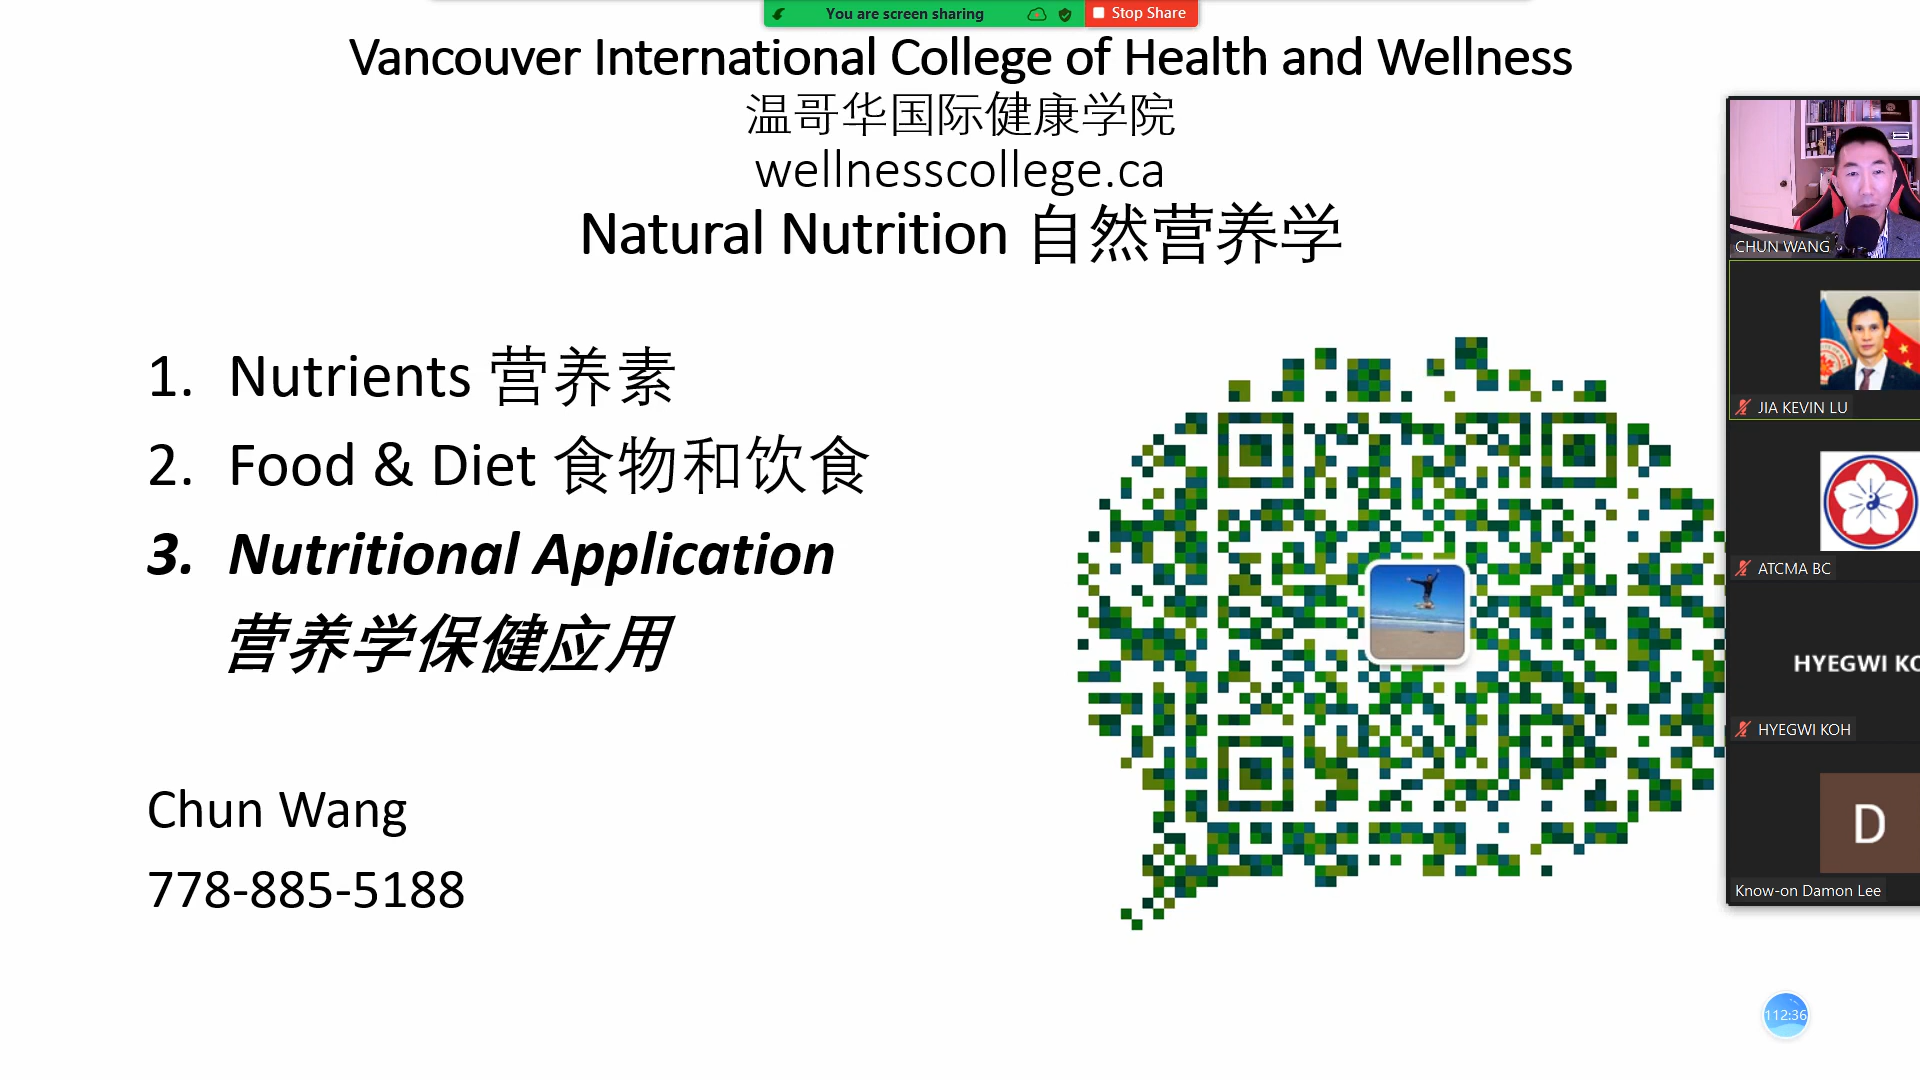 You are screen sharing
Stop Share
Vancouver International College of Health and Wellness
温哥华国际健康学院
wellnesscollege.ca
Natural Nutrition 自然营养学
1. Nutrients 营养素
2. Food & Diet 食物和饮食
3. Nutritional Application
营养学保健应用
Chun Wang
778-885-5188
CHUN WANG
JIA KEVIN LU
ATCMA BC
HYEGWI KO
HYEGWI KOH
D
Know-on Damon Lee
112:36